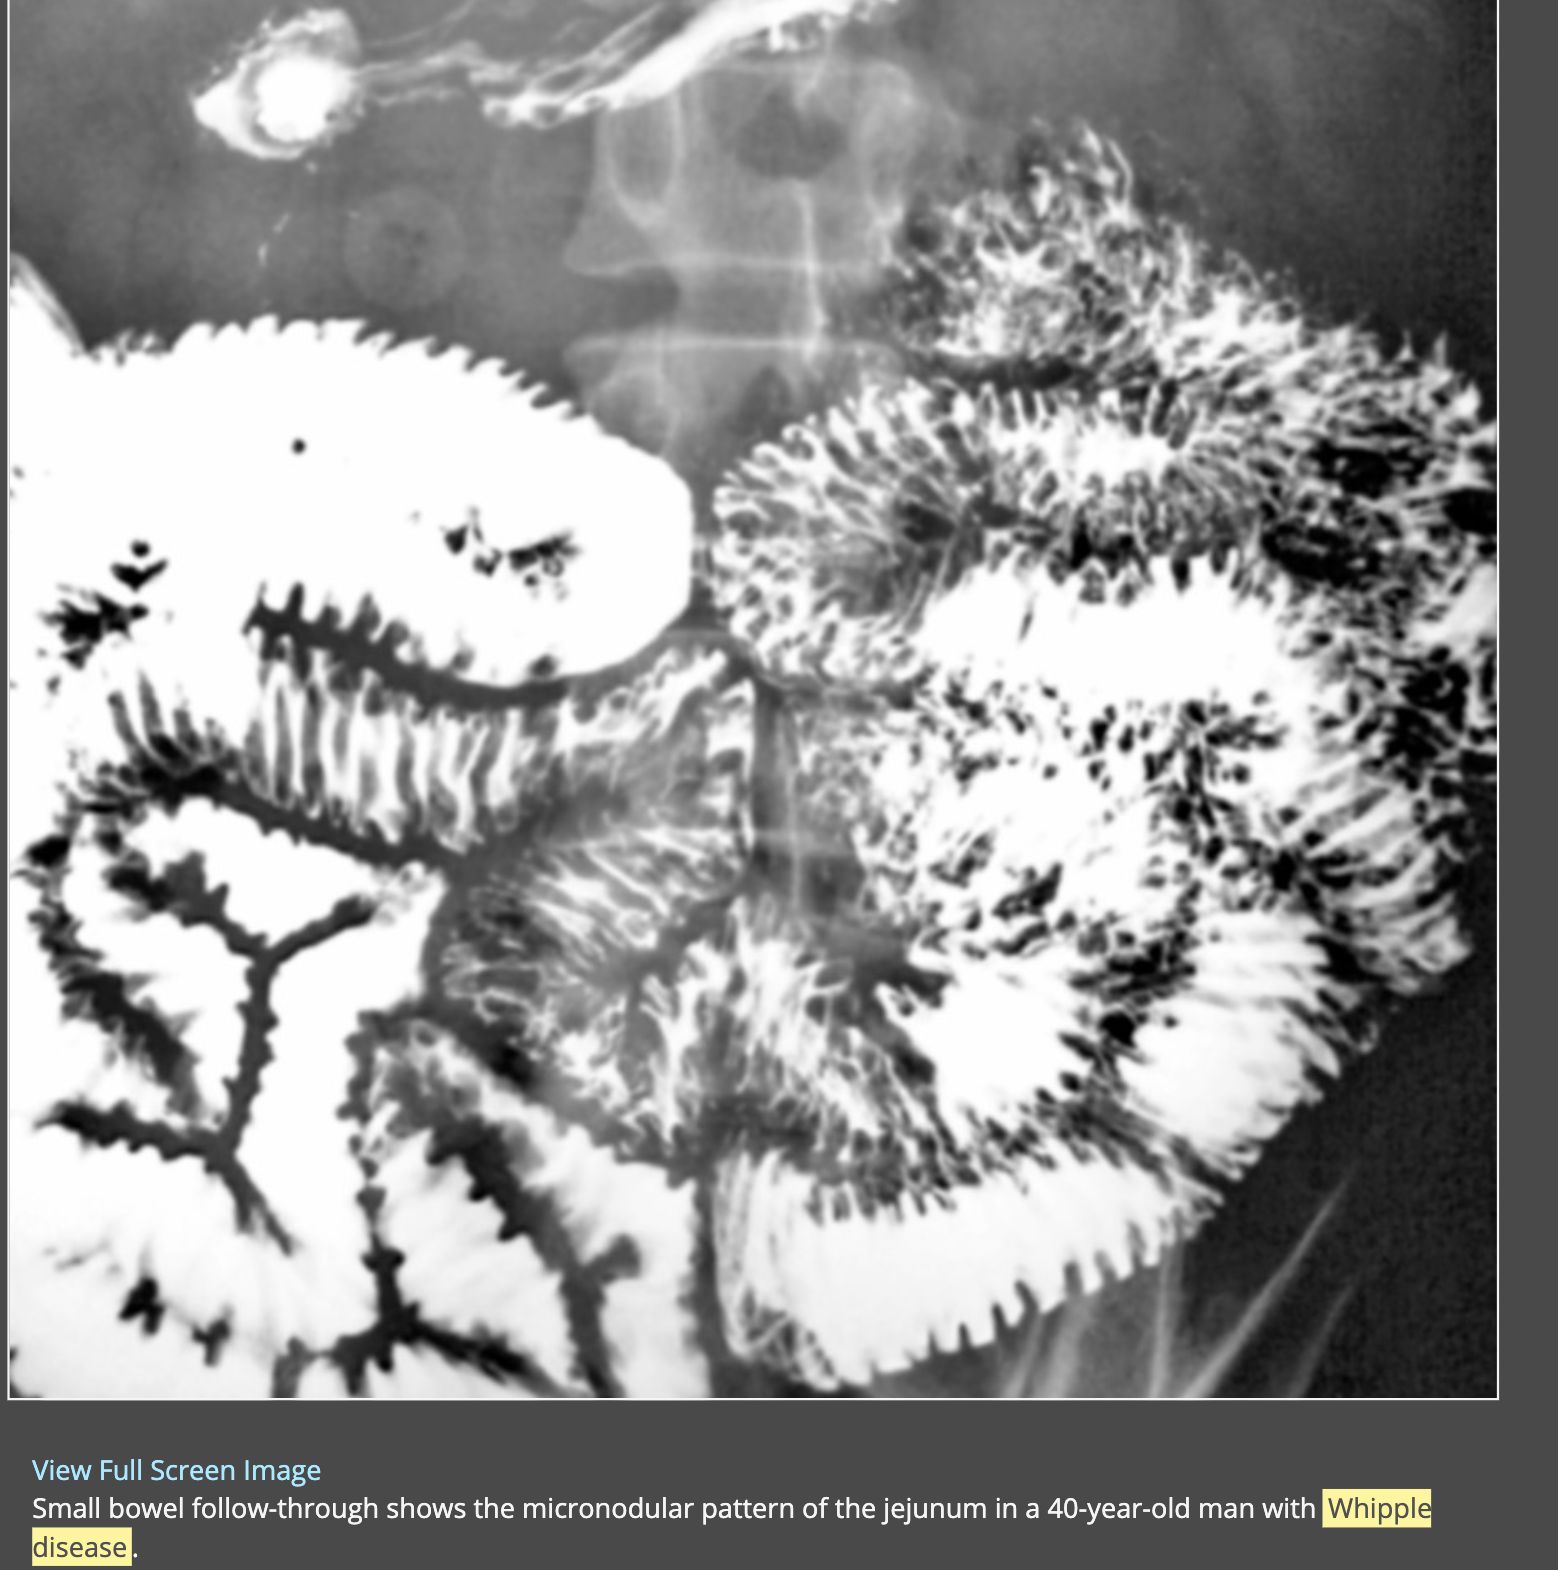 View Full Screen Image
Small bowel follow-through shows the micronodular pattern of the jejunum in a 40-year-old man with Whipple
disease.